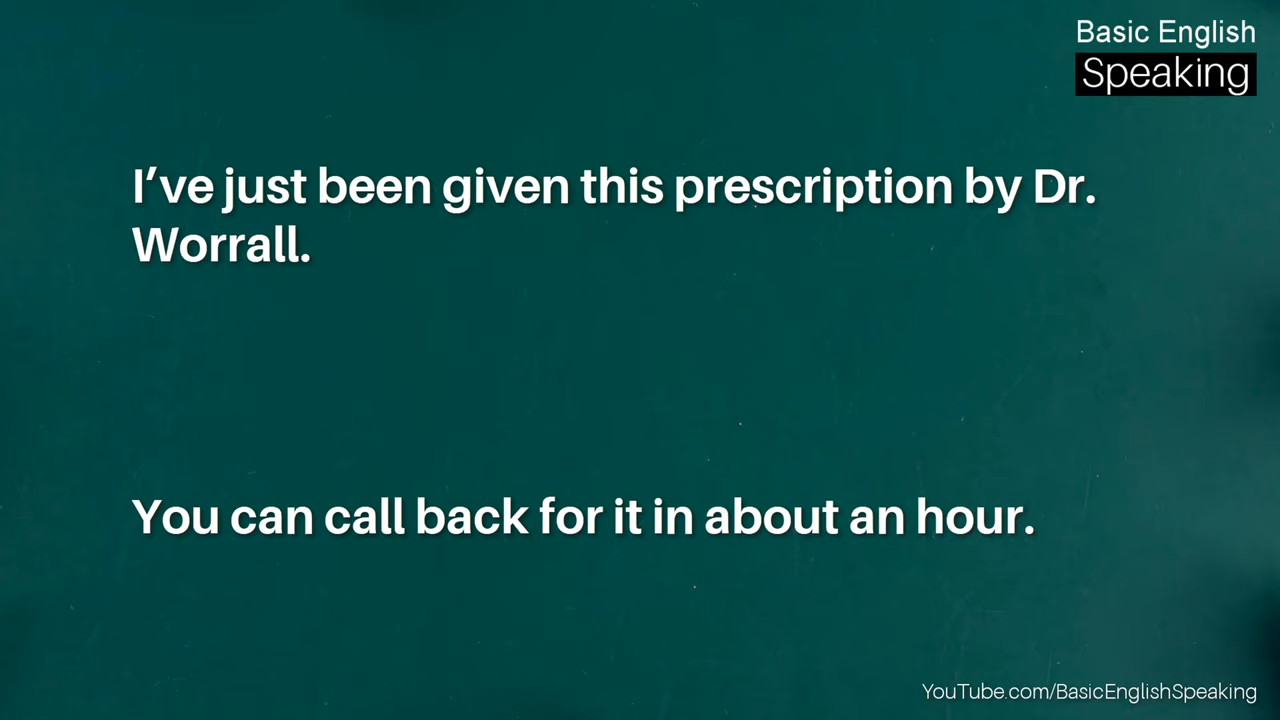 Basic English
Speaking
I’ve just been given this prescription by Dr.
Worrall.
You can call back for it in about an hour.
YouTube.com/BasicEnglishSpeaking